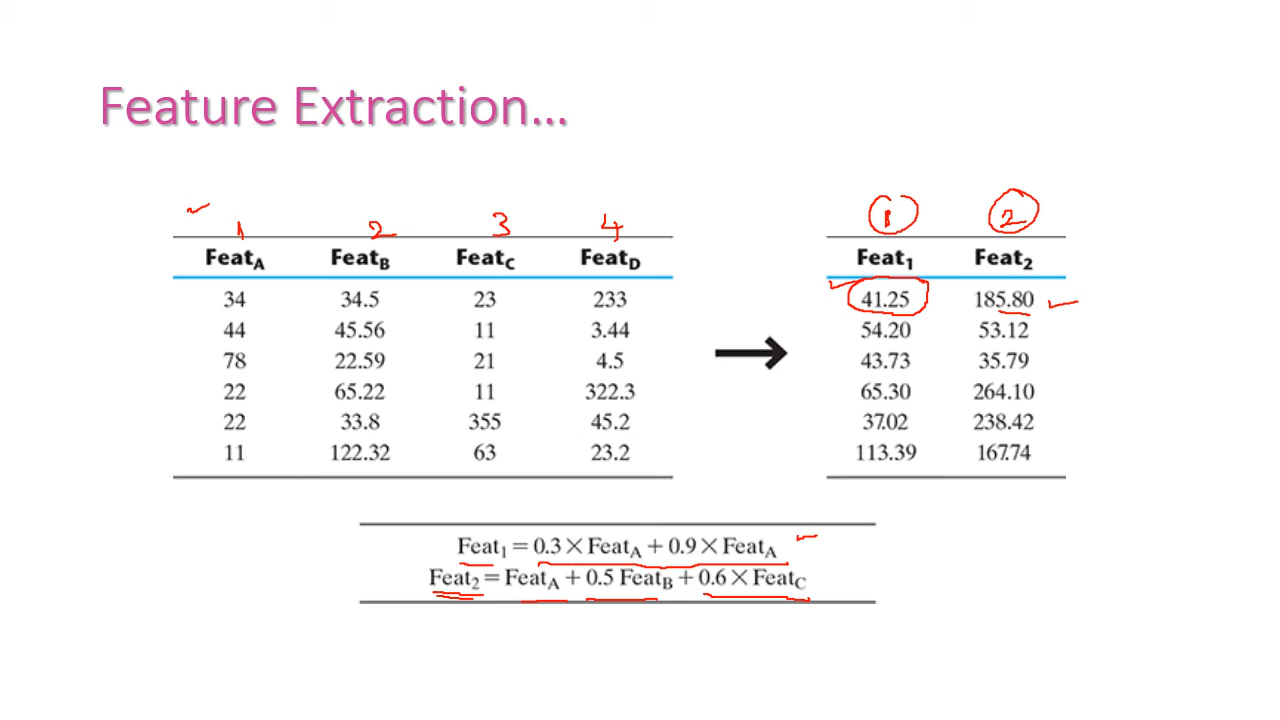 Feature Extraction...
1 2 3 4 1 2
FeatA FeatB FeatC FeatD Feat1 Feat2
34 34.5 23 233 41.25 185.80
44 45.56 11 3.44 54.20 53.12
78 22.59 21 4.5 43.73 35.79
22 65.22 11 322.3 65.30 264.10
22 33.8 355 45.2 37.02 238.42
11 122.32 63 23.2 113.39 167.74
Feat1 = 0.3 × FeatA + 0.9 × FeatA
Feat2 = FeatA + 0.5 FeatB + 0.6 × FeatC